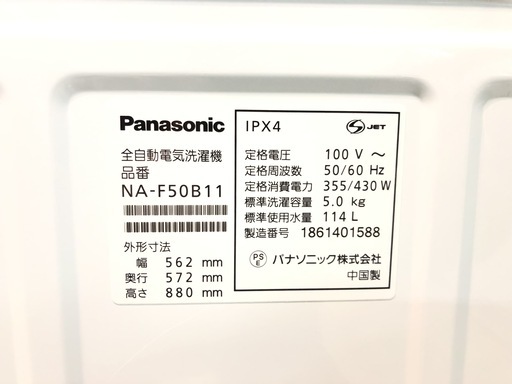 Panasonic
全自動電気洗濯機
品番
NA-F50B11
外形寸法
幅 562 mm
奥行 572 mm
高さ 880 mm
IPX4
S JET
定格電圧 100 V ～
定格周波数 50/60 Hz
定格消費電力 355/430 W
標準洗濯容量 5.0 kg
標準使用水量 114 L
製造番号 1861401588
PS E パナソニック株式会社
中国製